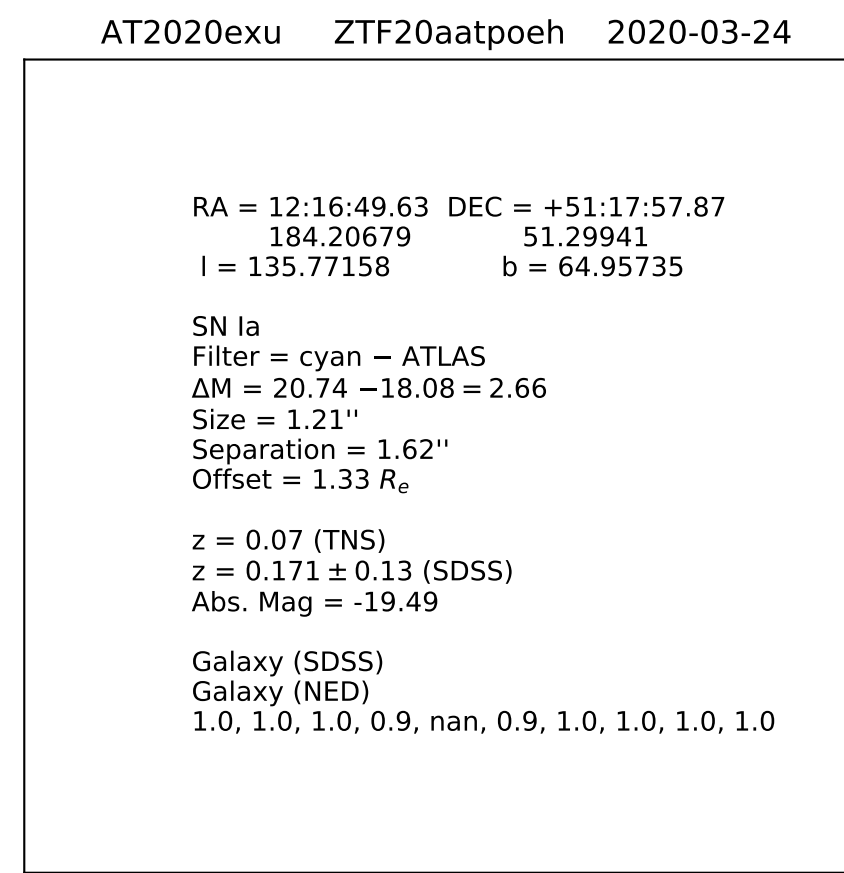 AT2020exu ZTF20aatpoeh 2020-03-24
RA = 12:16:49.63 DEC = +51:17:57.87
184.20679 51.29941
l = 135.77158 b = 64.95735
SN Ia
Filter = cyan − ATLAS
ΔM = 20.74 −18.08 = 2.66
Size = 1.21''
Separation = 1.62''
Offset = 1.33 Re
z = 0.07 (TNS)
z = 0.171 ± 0.13 (SDSS)
Abs. Mag = -19.49
Galaxy (SDSS)
Galaxy (NED)
1.0, 1.0, 1.0, 0.9, nan, 0.9, 1.0, 1.0, 1.0, 1.0